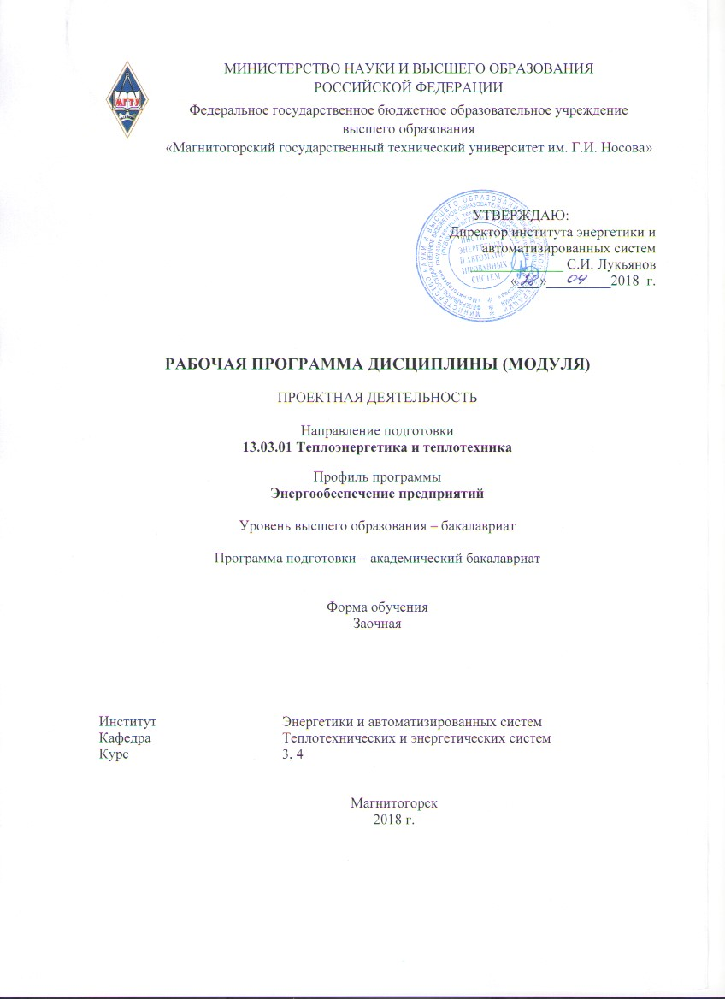 МГТУ
МИНИСТЕРСТВО НАУКИ И ВЫСШЕГО ОБРАЗОВАНИЯ
РОССИЙСКОЙ ФЕДЕРАЦИИ
Федеральное государственное бюджетное образовательное учреждение
высшего образования
«Магнитогорский государственный технический университет им. Г.И. Носова»
УТВЕРЖДАЮ:
Директор института энергетики и
автоматизированных систем
С.И. Лукьянов
«28» 09 2018 г.
ИНСТИТУТ
ЭНЕРГЕТИКИ
И АВТОМАТИ-
ЗИРОВАННЫХ
СИСТЕМ
РАБОЧАЯ ПРОГРАММА ДИСЦИПЛИНЫ (МОДУЛЯ)
ПРОЕКТНАЯ ДЕЯТЕЛЬНОСТЬ
Направление подготовки
13.03.01 Теплоэнергетика и теплотехника
Профиль программы
Энергообеспечение предприятий
Уровень высшего образования – бакалавриат
Программа подготовки – академический бакалавриат
Форма обучения
Заочная
Институт Энергетики и автоматизированных систем
Кафедра Теплотехнических и энергетических систем
Курс 3, 4
Магнитогорск
2018 г.